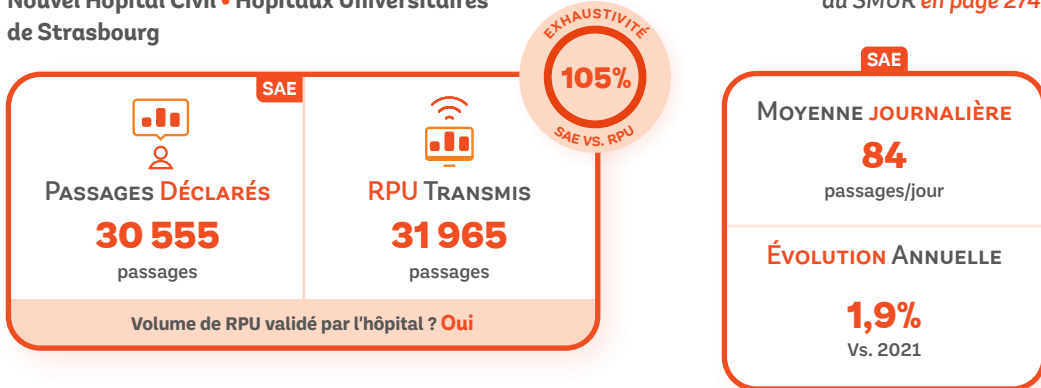 Nouvel Hôpital Civil • Hôpitaux Universitaires
de Strasbourg
du SMUR en page 274
EXHAUSTIVITÉ
105%
SAE VS. RPU
SAE
PASSAGES DÉCLARÉS
30 555
passages
RPU TRANSMIS
31 965
passages
Volume de RPU validé par l'hôpital ? Oui
SAE
MOYENNE JOURNALIÈRE
84
passages/jour
ÉVOLUTION ANNUELLE
1,9%
Vs. 2021